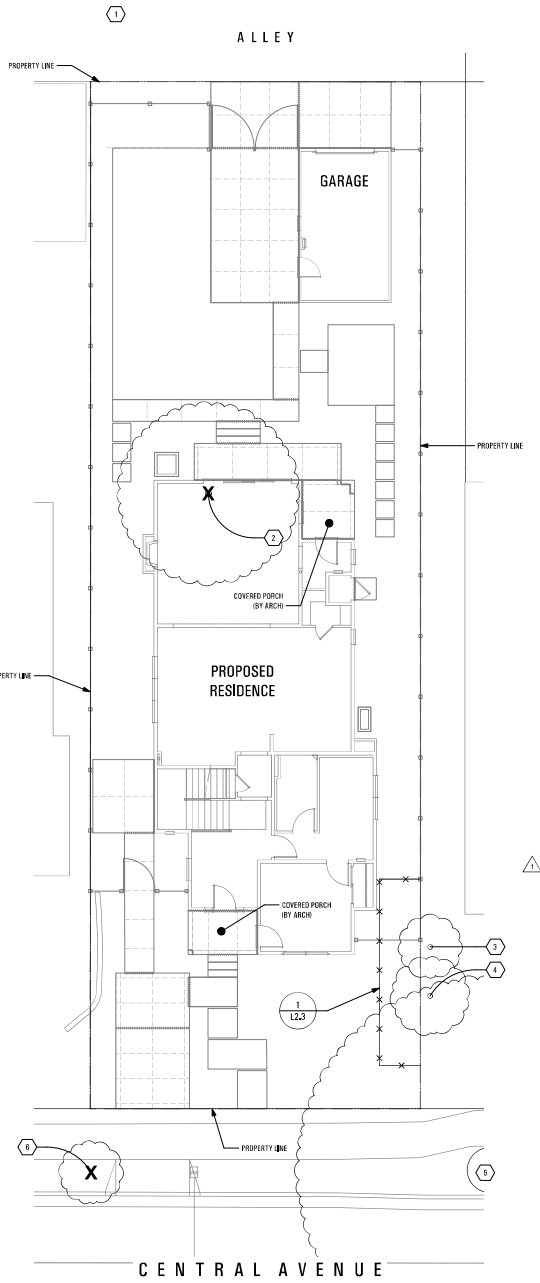 1
ALLEY
PROPERTY LINE
GARAGE
PROPERTY LINE
X
2
COVERED PORCH
(BY ARCH)
PROPOSED
RESIDENCE
PERTY LINE
1
COVERED PORCH
(BY ARCH)
3
4
1
L2.3
PROPERTY LINE
6
X
5
CENTRAL AVENUE